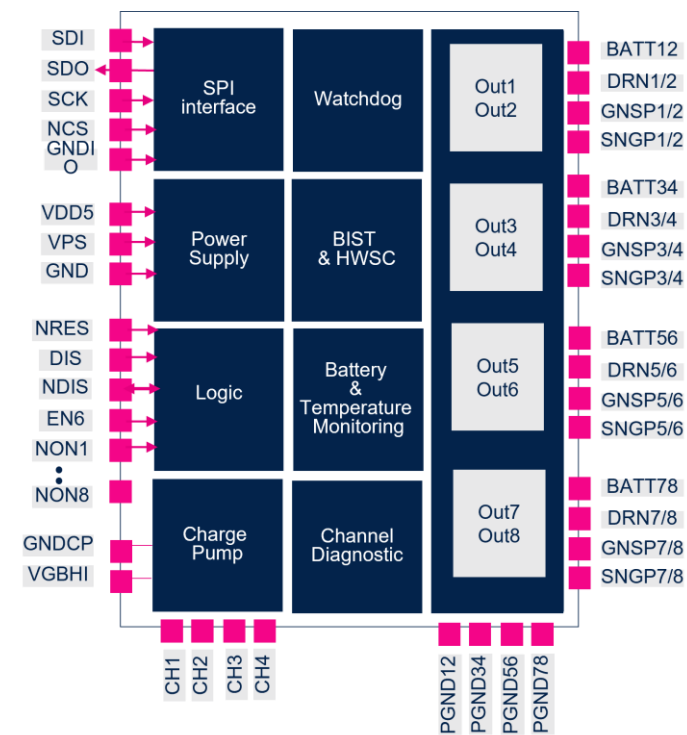 SDI
SDO
SCK
NCS
GNDI
O
VDD5
VPS
GND
NRES
DIS
NDIS
EN6
NON1
NON8
GNDCP
VGBHI
SPI
interface
Watchdog
Power
Supply
BIST
& HWSC
Logic
Battery
&
Temperature
Monitoring
Charge
Pump
Channel
Diagnostic
Out1
Out2
Out3
Out4
Out5
Out6
Out7
Out8
BATT12
DRN1/2
GNSP1/2
SNGP1/2
BATT34
DRN3/4
GNSP3/4
SNGP3/4
BATT56
DRN5/6
GNSP5/6
SNGP5/6
BATT78
DRN7/8
GNSP7/8
SNGP7/8
CH1
CH2
CH3
CH4
PGND12
PGND34
PGND56
PGND78